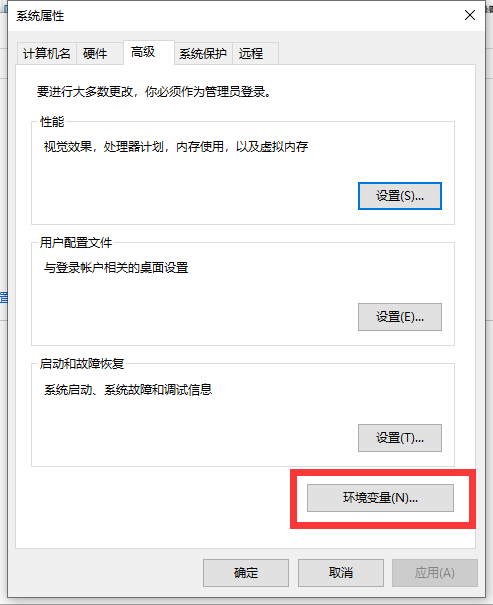 系统属性
计算机名 硬件 高级 系统保护 远程
要进行大多数更改，你必须作为管理员登录。
性能
视觉效果，处理器计划，内存使用，以及虚拟内存
设置(S)...
用户配置文件
与登录帐户相关的桌面设置
设置(E)...
启动和故障恢复
系统启动、系统故障和调试信息
设置(T)...
环境变量(N)...
确定 取消 应用(A)
置